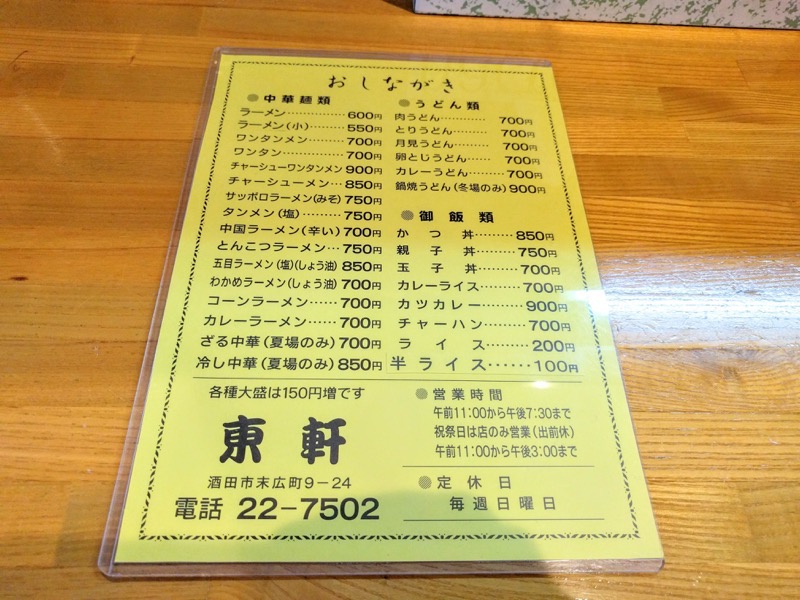 おしながき
●中華麺類
ラーメン…………600円
ラーメン(小)………550円
ワンタンメン………700円
ワンタン……………700円
チャーシューワンタンメン900円
チャーシューメン…850円
サッポロラーメン(みそ)750円
タンメン(塩)………750円
中国ラーメン(辛い)700円
とんこつラーメン…750円
五目ラーメン(塩)(しょう油)850円
わかめラーメン(しょう油)700円
コーンラーメン……700円
カレーラーメン……700円
ざる中華(夏場のみ)700円
冷し中華(夏場のみ)850円
●うどん類
肉うどん…………700円
とりうどん………700円
月見うどん………700円
卵とじうどん……700円
カレーうどん……700円
鍋焼うどん(冬場のみ)900円
●御飯類
かつ丼………850円
親子丼………750円
玉子丼………700円
カレーライス………700円
カツカレー………900円
チャーハン………700円
ライス………200円
半ライス……100円
各種大盛は150円増です
東軒
酒田市末広町9−24
電話 22−7502
●営業時間
午前11:00から午後7:30まで
祝祭日は店のみ営業(出前休)
午前11:00から午後3:00まで
●定休日
毎週日曜日